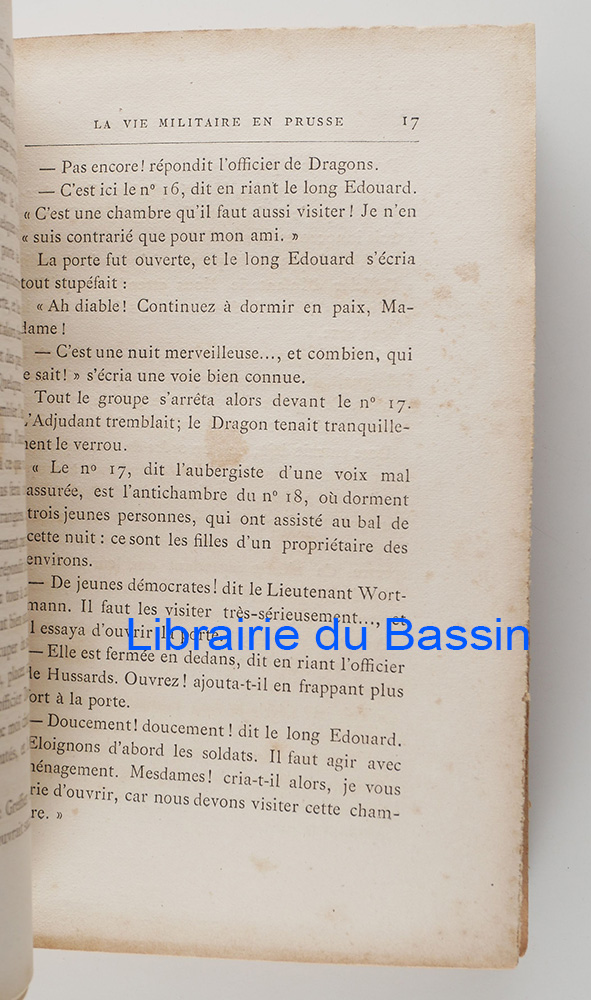 LA VIE MILITAIRE EN PRUSSE 17
— Pas encore! répondit l'officier de Dragons.
— C'est ici le nº 16, dit en riant le long Edouard.
« C'est une chambre qu'il faut aussi visiter! Je n'en
« suis contrarié que pour mon ami. »
La porte fut ouverte, et le long Edouard s'écria
tout stupéfait :
« Ah diable! Continuez à dormir en paix, Ma-
dame!
— C'est une nuit merveilleuse..., et combien, qui
e sait! » s'écria une voie bien connue.
Tout le groupe s'arrêta alors devant le nº 17.
L'Adjudant tremblait; le Dragon tenait tranquille-
ment le verrou.
« Le nº 17, dit l'aubergiste d'une voix mal
assurée, est l'antichambre du nº 18, où dorment
trois jeunes personnes, qui ont assisté au bal de
cette nuit : ce sont les filles d'un propriétaire des
environs.
— De jeunes démocrates! dit le Lieutenant Wort-
mann. Il faut les visiter très-sérieusement..., et
il essaya d'ouvrir la porte.
Librairie du Bassin
— Elle est fermée en dedans, dit en riant l'officier
de Hussards. Ouvrez! ajouta-t-il en frappant plus
fort à la porte.
— Doucement! doucement! dit le long Edouard.
Eloignons d'abord les soldats. Il faut agir avec
ménagement. Mesdames! cria-t-il alors, je vous
rie d'ouvrir, car nous devons visiter cette cham-
re. »